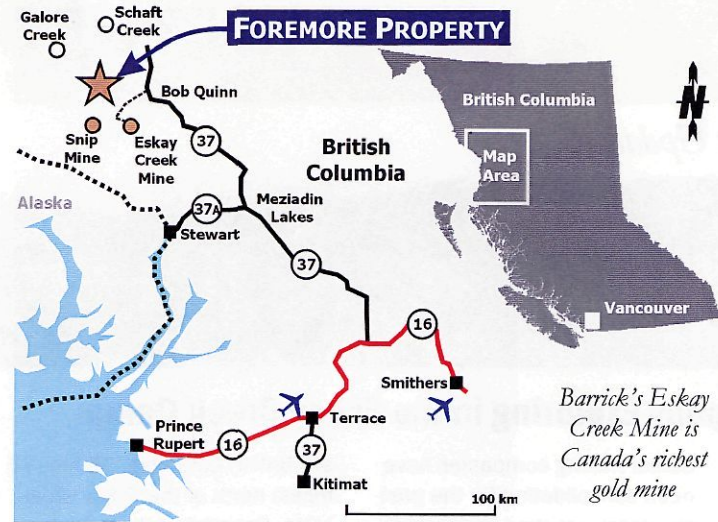 Galore
Creek
Schaft
Creek
FOREMORE PROPERTY
N
Bob Quinn
British Columbia
Snip
Mine
Eskay
Creek
Mine
37
British
Columbia
Map
Area
Alaska
37A
Meziadin
Lakes
Stewart
37
Vancouver
16
Smithers
Prince
Rupert
16
Terrace
37
Kitimat
100 km
Barrick's Eskay
Creek Mine is
Canada's richest
gold mine